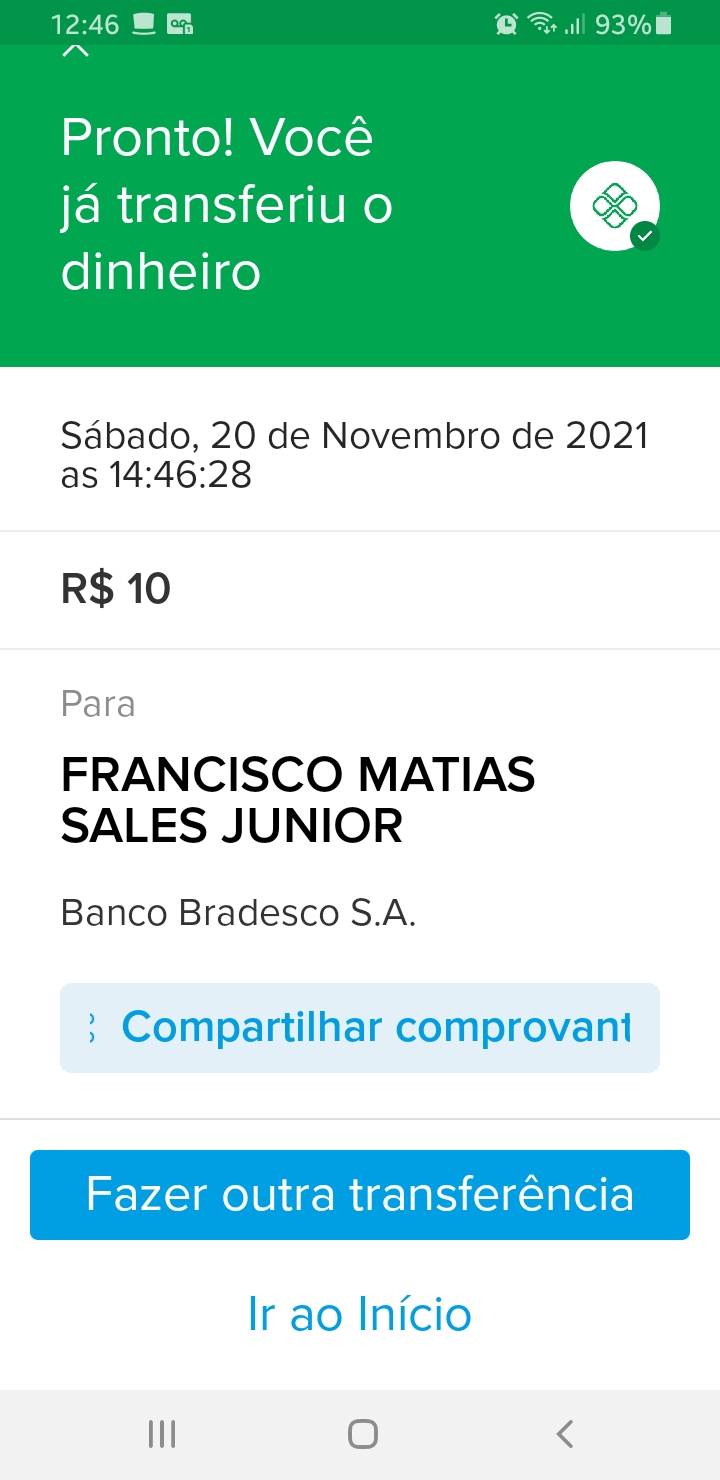 12:46 93%
Pronto! Você
já transferiu o
dinheiro
Sábado, 20 de Novembro de 2021
as 14:46:28
R$ 10
Para
FRANCISCO MATIAS
SALES JUNIOR
Banco Bradesco S.A.
Compartilhar comprovant
Fazer outra transferência
Ir ao Início